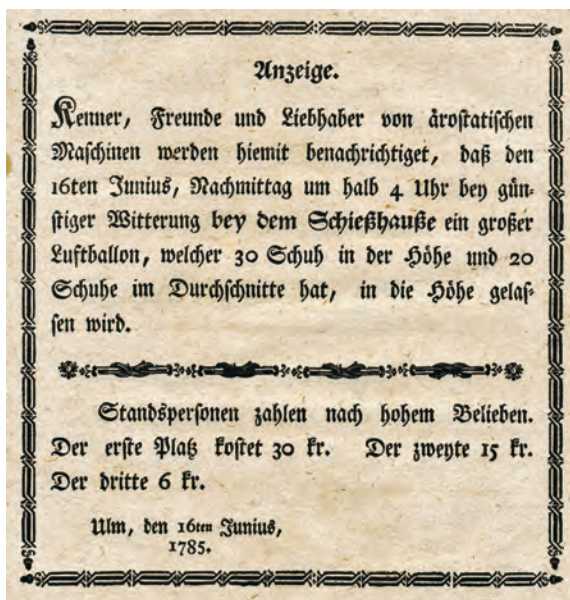 Anzeige.
Kenner, Freunde und Liebhaber von ärostatischen
Maschinen werden hiemit benachrichtiget, daß den
16ten Junius, Nachmittag um halb 4 Uhr bey gün-
stiger Witterung bey dem Schießhauße ein großer
Luftballon, welcher 30 Schuh in der Höhe und 20
Schuhe im Durchschnitte hat, in die Höhe gelas-
sen wird.
Standspersonen zahlen nach hohem Belieben.
Der erste Platz kostet 30 kr. Der zweyte 15 kr.
Der dritte 6 kr.
Ulm, den 16ten Junius,
1785.